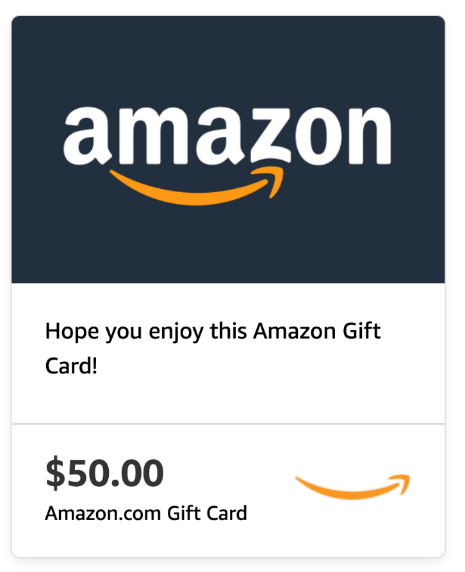 amazon
Hope you enjoy this Amazon Gift
Card!
$50.00
Amazon.com Gift Card